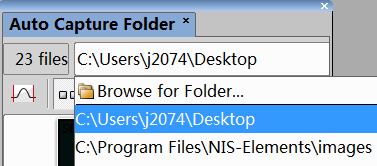 Auto Capture Folder ×
23 files C:\Users\j2074\Desktop
Browse for Folder...
C:\Users\j2074\Desktop
C:\Program Files\NIS-Elements\images